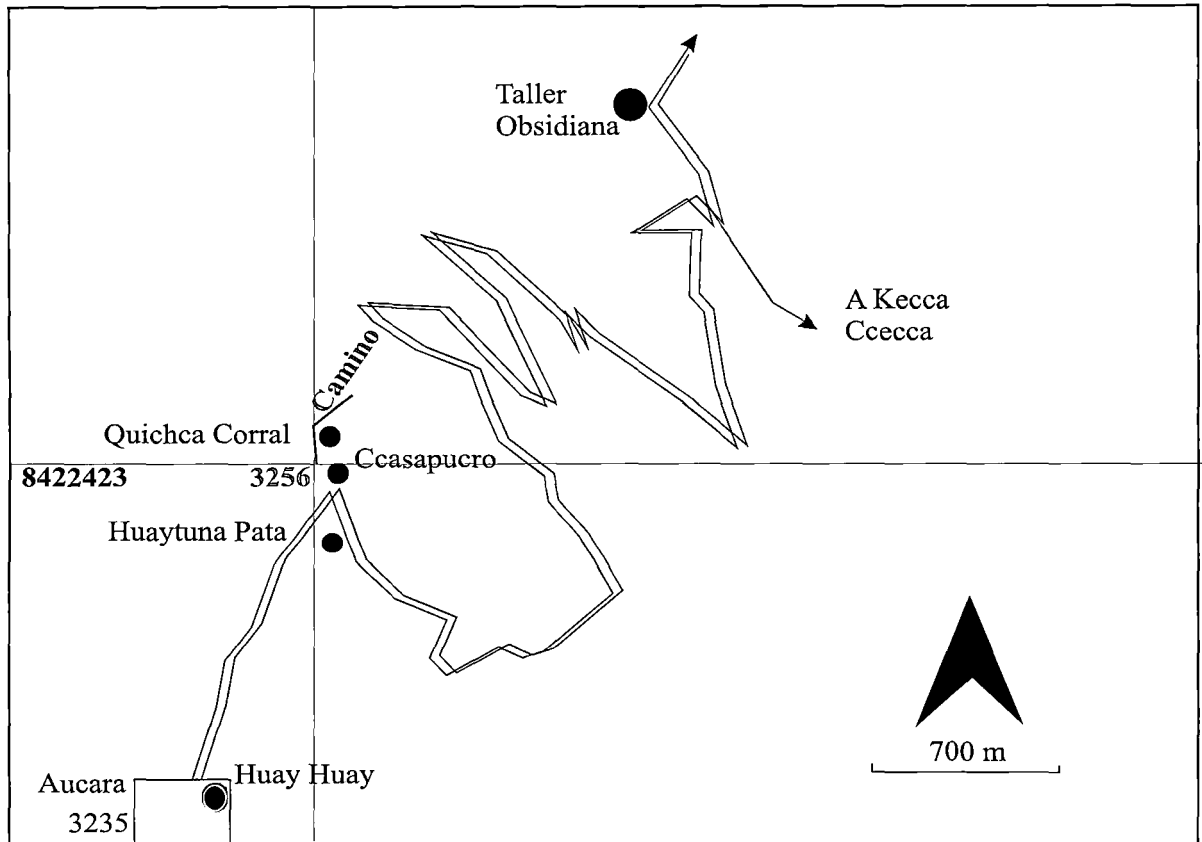 Taller
Obsidiana
A Kecca
Ccecca
Camino
Quichca Corral
Ccasapucro
8422423
3256
Huaytuna Pata
700 m
Aucara
Huay Huay
3235